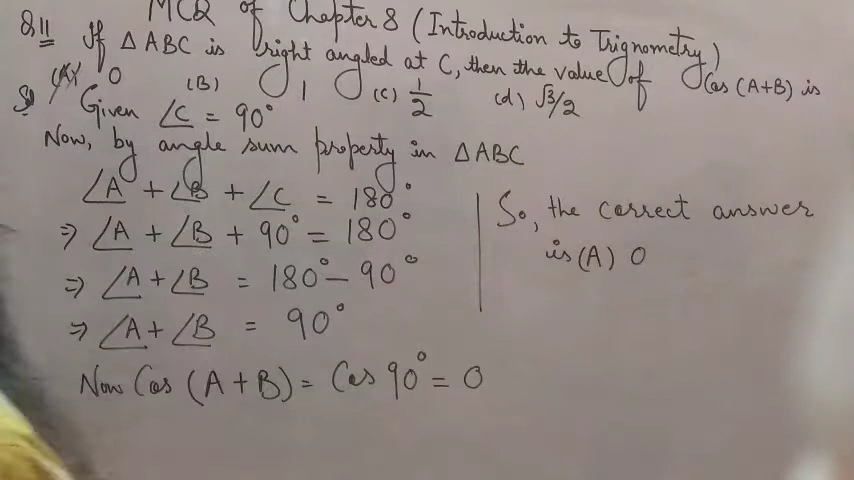 MCQ of Chapter 8 (Introduction to Trignometry)
Q11 If △ABC is right angled at C, then the value of Cos (A+B) is
(A) 0 (B) 1 (C) 1/2 (d) √3/2
Sol Given ∠C = 90°
Now, by angle sum property in △ABC
∠A + ∠B + ∠C = 180°
⇒ ∠A + ∠B + 90° = 180°
⇒ ∠A + ∠B = 180° − 90°
⇒ ∠A + ∠B = 90°
Now Cos (A+B) = Cos 90° = 0
So, the correct answer
is (A) 0